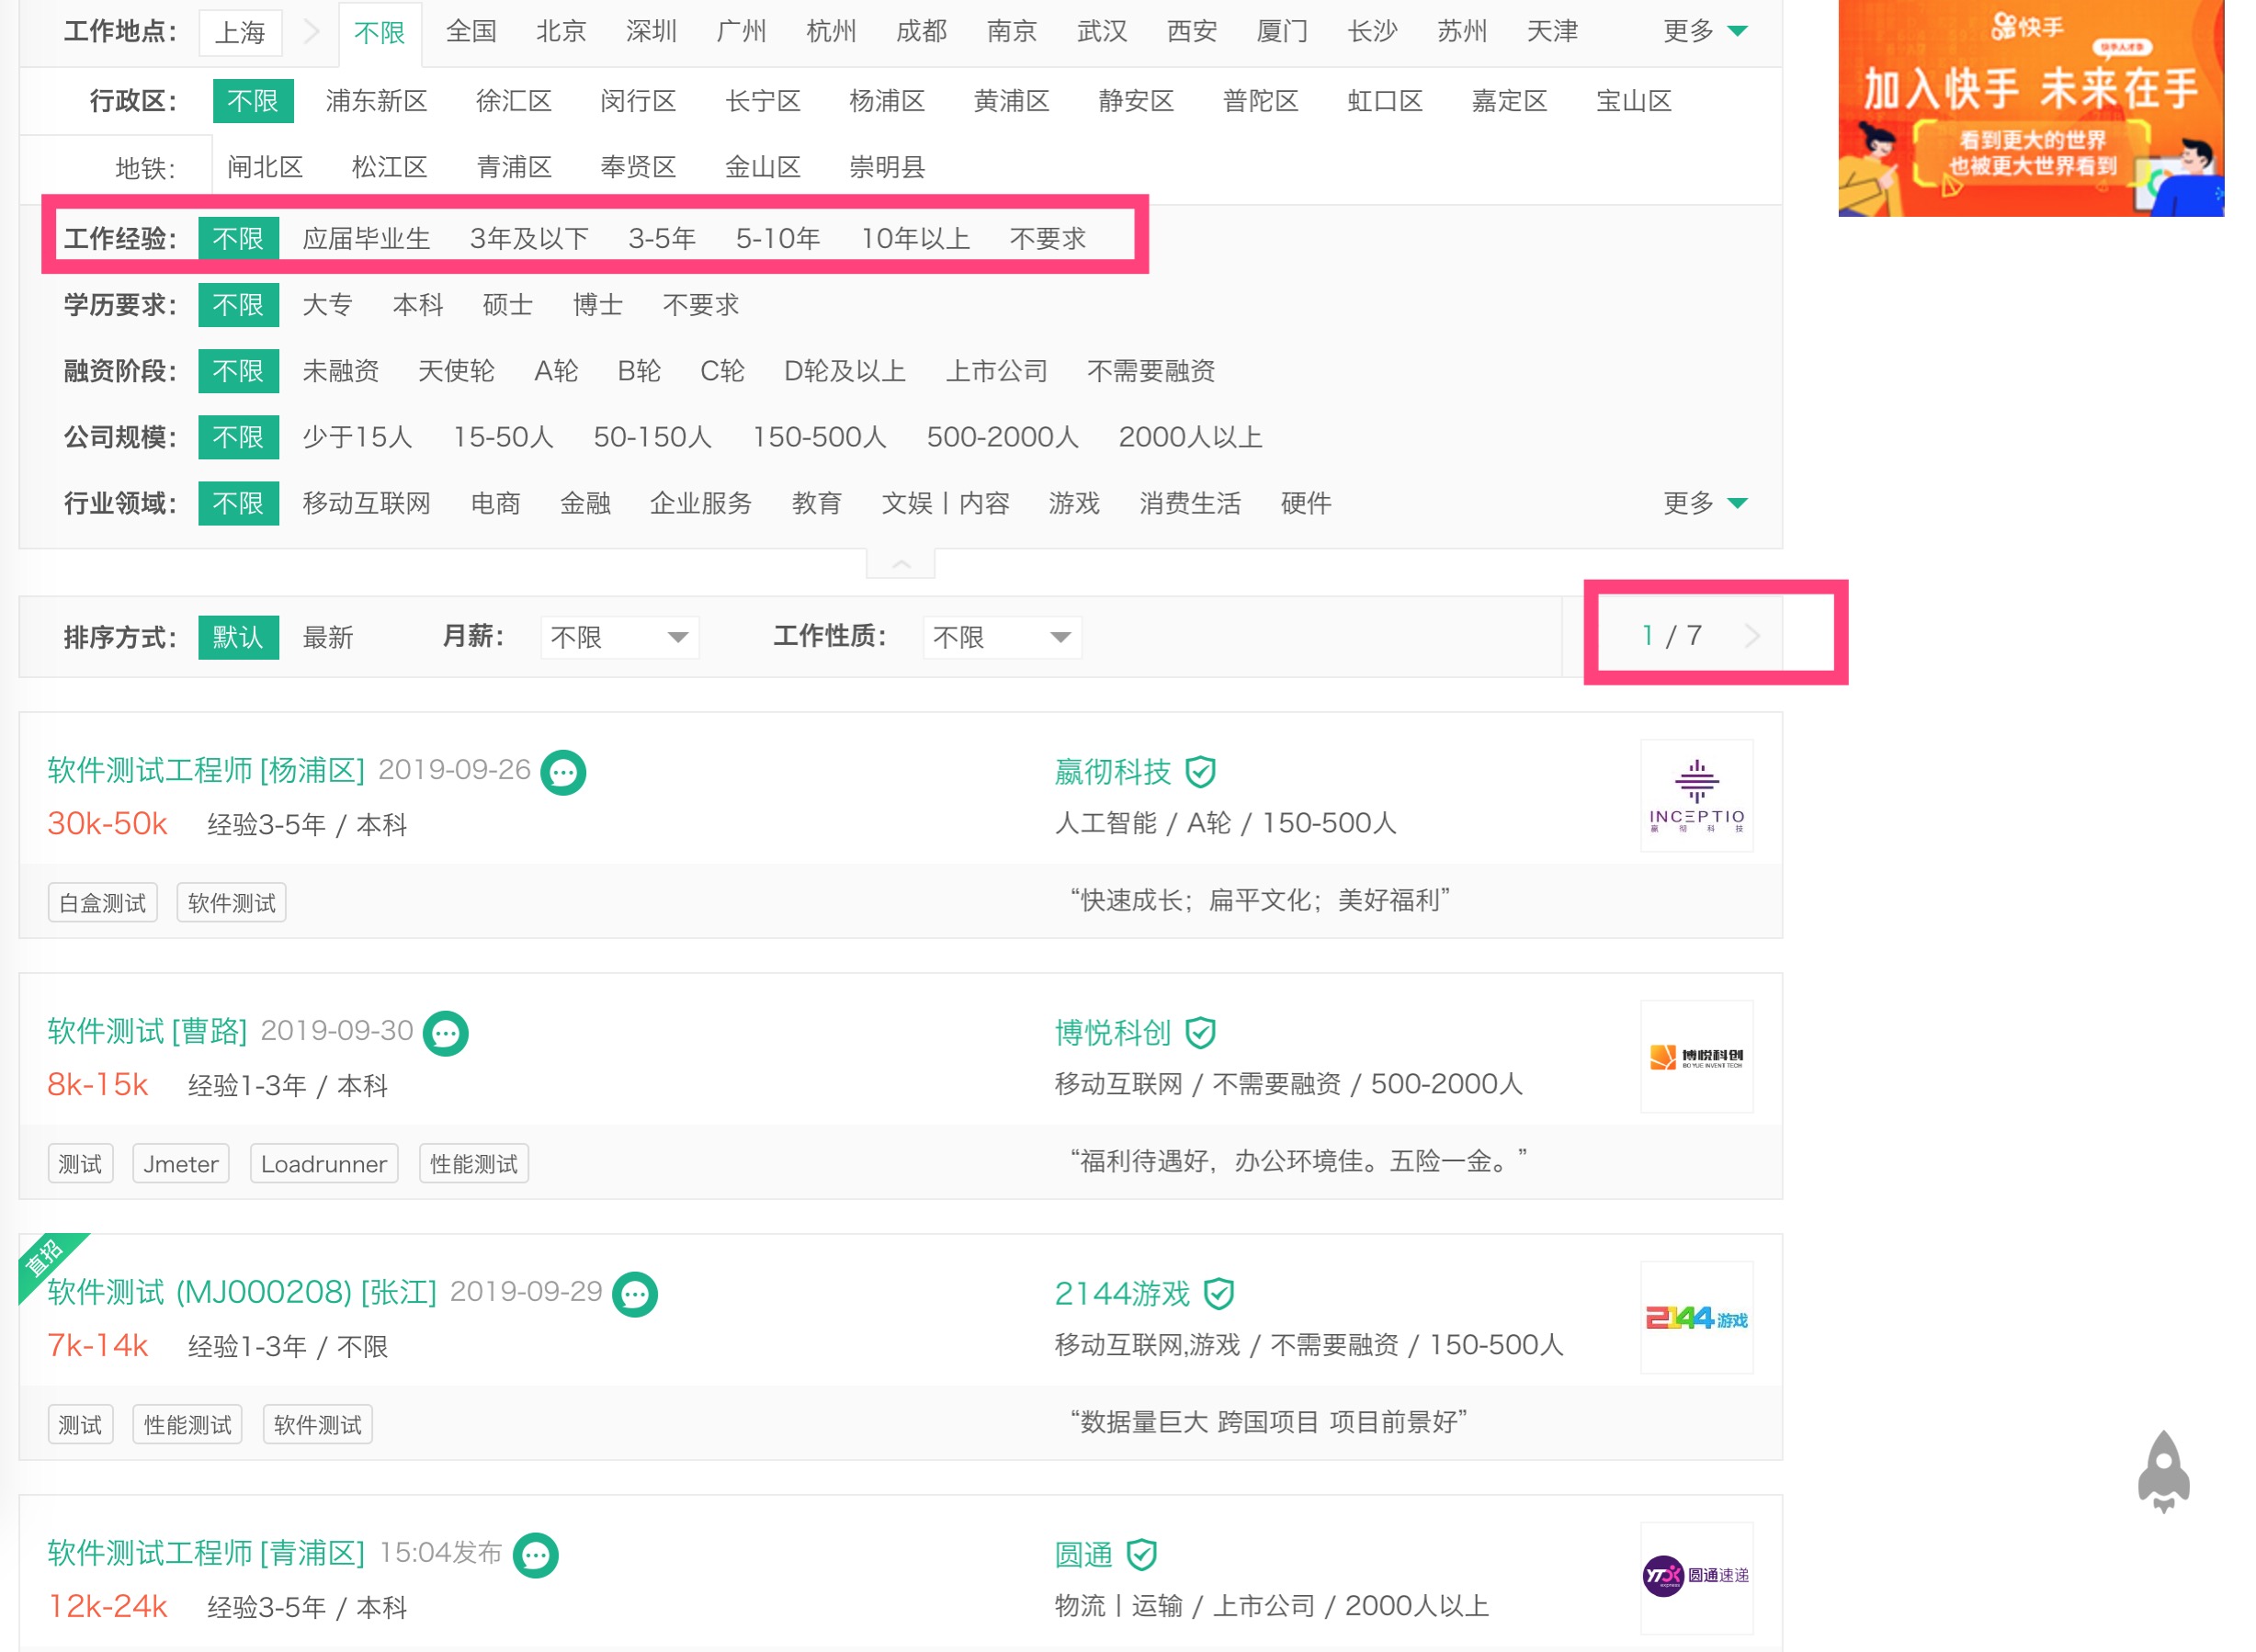 工作地点： 上海 不限 全国 北京 深圳 广州 杭州 成都 南京 武汉 西安 厦门 长沙 苏州 天津 更多
行政区： 不限 浦东新区 徐汇区 闵行区 长宁区 杨浦区 黄浦区 静安区 普陀区 虹口区 嘉定区 宝山区
地铁： 闸北区 松江区 青浦区 奉贤区 金山区 崇明县
工作经验： 不限 应届毕业生 3年及以下 3-5年 5-10年 10年以上 不要求
学历要求： 不限 大专 本科 硕士 博士 不要求
融资阶段： 不限 未融资 天使轮 A轮 B轮 C轮 D轮及以上 上市公司 不需要融资
公司规模： 不限 少于15人 15-50人 50-150人 150-500人 500-2000人 2000人以上
行业领域： 不限 移动互联网 电商 金融 企业服务 教育 文娱丨内容 游戏 消费生活 硬件 更多
快手
加入快手 未来在手
看到更大的世界
也被更大世界看到
排序方式： 默认 最新 月薪： 不限 工作性质： 不限 1 / 7
软件测试工程师 [杨浦区] 2019-09-26
30k-50k 经验3-5年 / 本科
白盒测试 软件测试
嬴彻科技
人工智能 / A轮 / 150-500人
“快速成长；扁平文化；美好福利”
INCEPTIO
嬴彻科技
软件测试 [曹路] 2019-09-30
8k-15k 经验1-3年 / 本科
测试 Jmeter Loadrunner 性能测试
博悦科创
移动互联网 / 不需要融资 / 500-2000人
“福利待遇好，办公环境佳。五险一金。”
博悦科创
BO YUE INVENT TECH
直招
软件测试 (MJ000208) [张江] 2019-09-29
7k-14k 经验1-3年 / 不限
测试 性能测试 软件测试
2144游戏
移动互联网,游戏 / 不需要融资 / 150-500人
“数据量巨大 跨国项目 项目前景好”
2144游戏
软件测试工程师 [青浦区] 15:04发布
12k-24k 经验3-5年 / 本科
圆通
物流丨运输 / 上市公司 / 2000人以上
YTO express 圆通速递